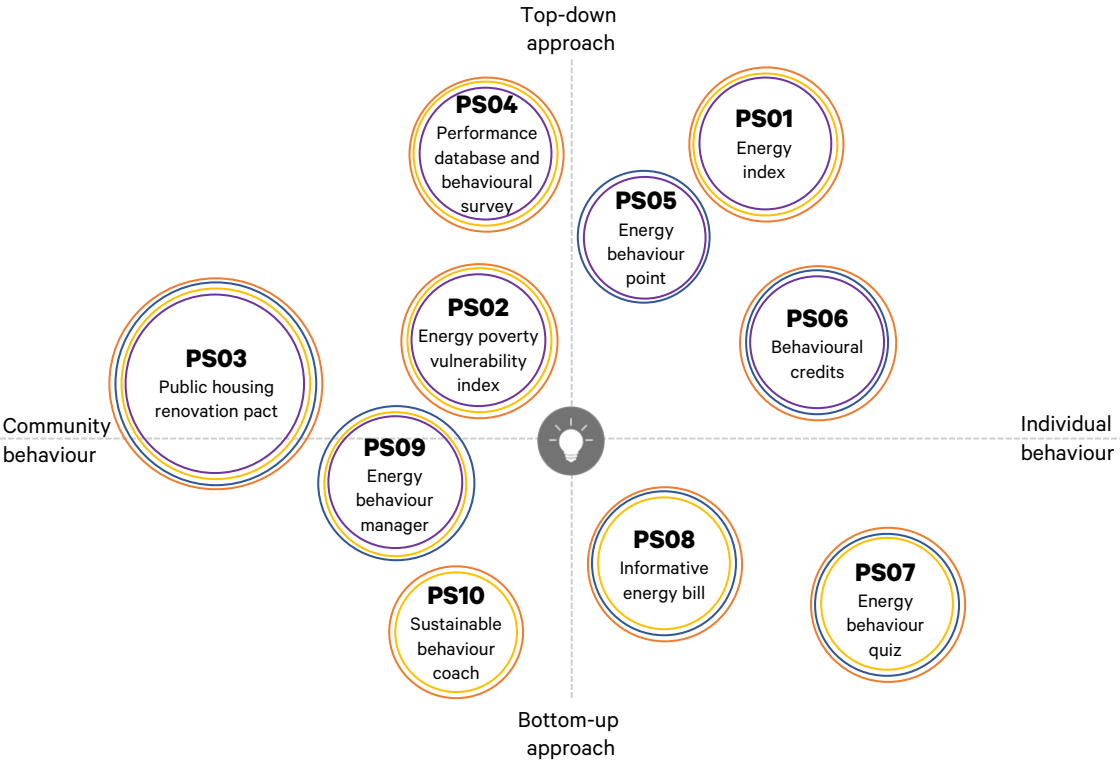 Top-down
approach
PS04
Performance
database and
behavioural
survey
PS01
Energy
index
PS05
Energy
behaviour
point
PS02
Energy poverty
vulnerability
index
PS06
Behavioural
credits
PS03
Public housing
renovation pact
Community
behaviour
Individual
behaviour
PS09
Energy
behaviour
manager
PS08
Informative
energy bill
PS07
Energy
behaviour
quiz
PS10
Sustainable
behaviour
coach
Bottom-up
approach